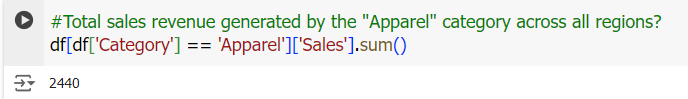 #Total sales revenue generated by the "Apparel" category across all regions?
df[df['Category'] == 'Apparel']['Sales'].sum()
2440